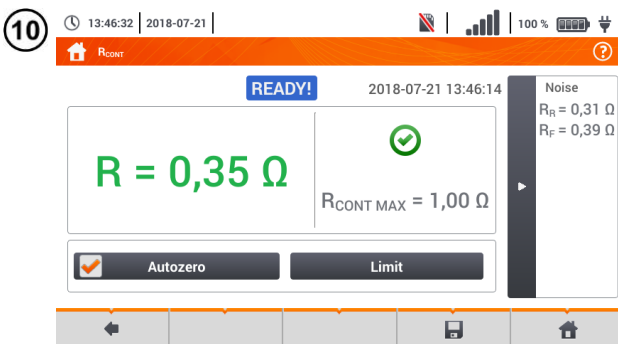 10
13:46:32 2018-07-21 100 %
RCONT ?
READY! 2018-07-21 13:46:14
R = 0,35 Ω
RCONT MAX = 1,00 Ω
Noise
RR = 0,31 Ω
RF = 0,39 Ω
Autozero Limit